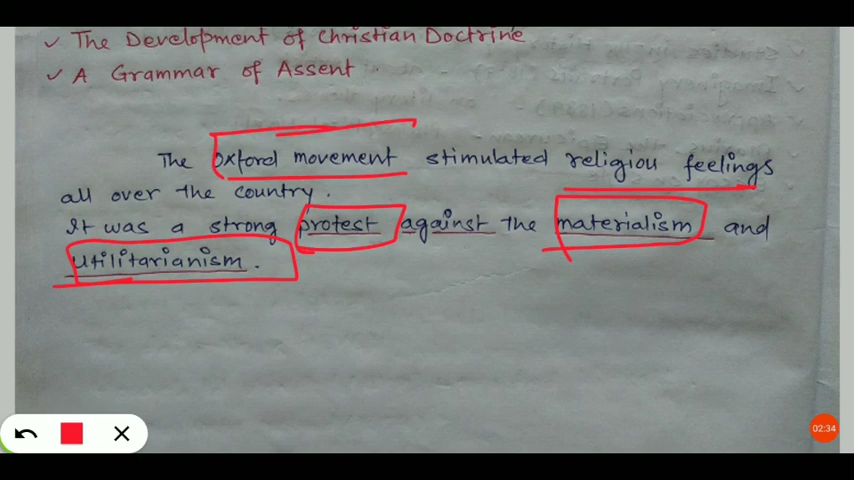 ✓ The Development of Christian Doctrine
✓ A Grammar of Assent
The Oxford movement stimulated religiou feelings
all over the country.
It was a strong protest against the materialism and
utilitarianism.
02:34